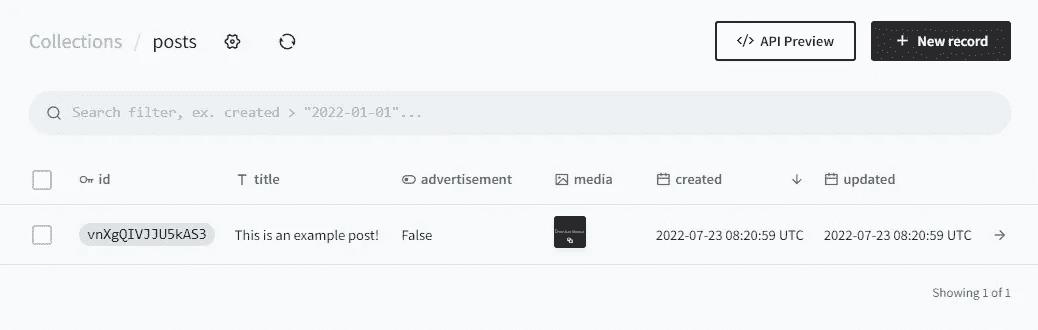 Collections / posts
</> API Preview
+ New record
Search filter, ex. created > "2022-01-01"...
id title advertisement media created updated
vnXgQIVJJU5kAS3 This is an example post! False 2022-07-23 08:20:59 UTC 2022-07-23 08:20:59 UTC
Showing 1 of 1